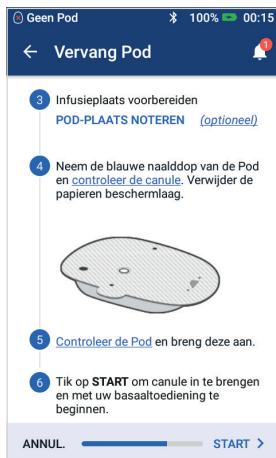 Geen Pod 100% 00:15
Vervang Pod
1
3 Infusieplaats voorbereiden
POD-PLAATS NOTEREN (optioneel)
4 Neem de blauwe naalddop van de Pod
en controleer de canule. Verwijder de
papieren beschermlaag.
5 Controleer de Pod en breng deze aan.
6 Tik op START om canule in te brengen
en met uw basaaltoediening te
beginnen.
ANNUL. START